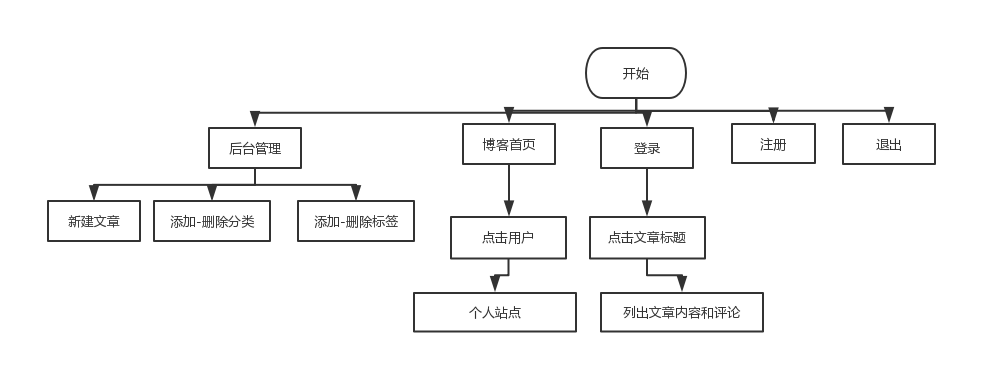 开始
后台管理
博客首页
登录
注册
退出
新建文章
添加-删除分类
添加-删除标签
点击用户
点击文章标题
个人站点
列出文章内容和评论